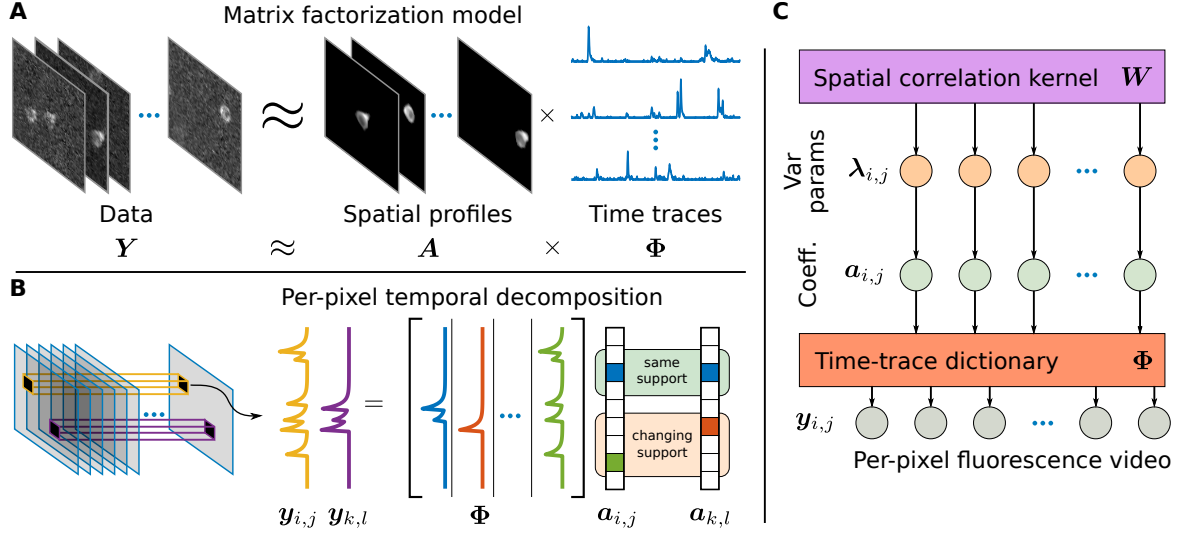 A
Matrix factorization model
...
≈
...
×
...
Data
Spatial profiles
Time traces
Y ≈ A × Φ
B
Per-pixel temporal decomposition
...
=
...
same
support
changing
support
y_{i,j} y_{k,l} Φ a_{i,j} a_{k,l}
C
Spatial correlation kernel W
Var
params
λ_{i,j} ...
Coeff.
a_{i,j} ...
Time-trace dictionary Φ
y_{i,j} ...
Per-pixel fluorescence video